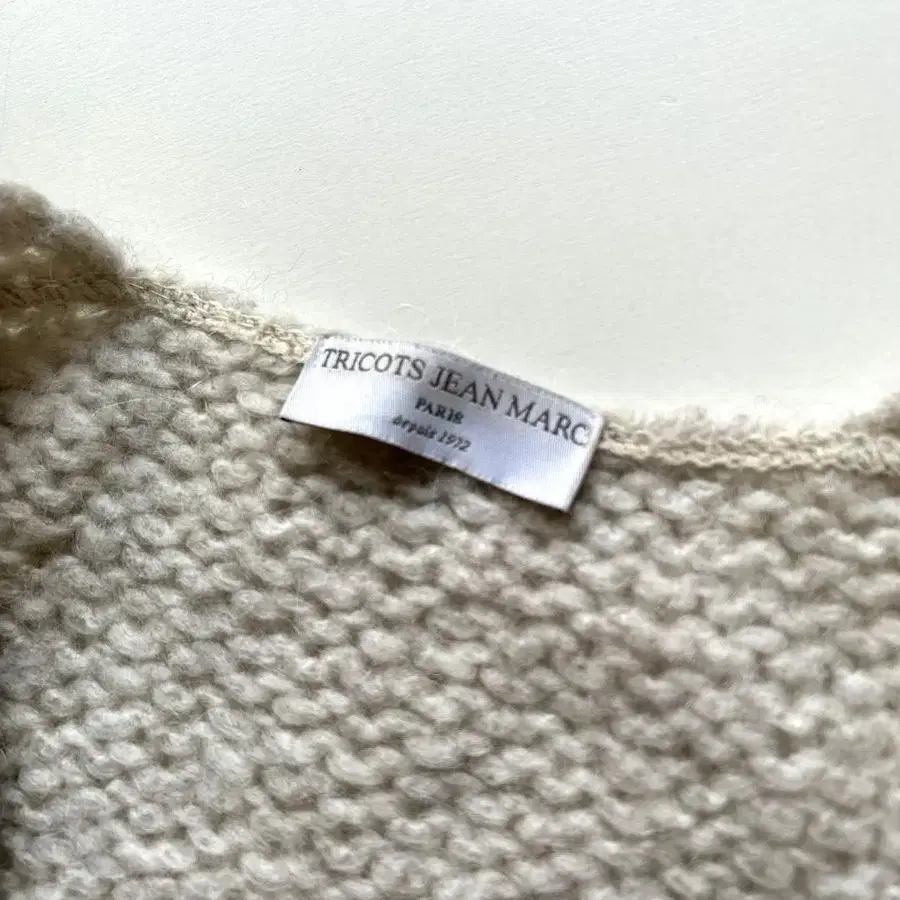 TRICOTS JEAN MARC
PARIS
depuis 1972